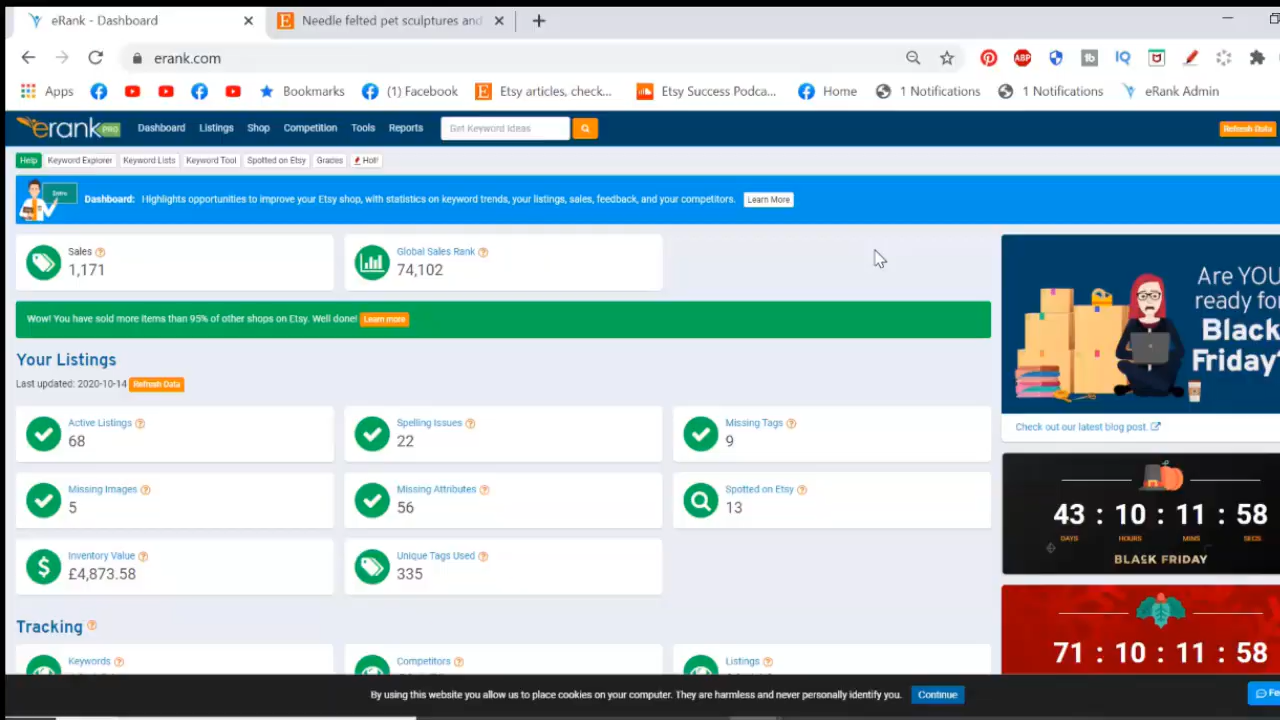 eRank - Dashboard
Needle felted pet sculptures and
erank.com
Apps
Bookmarks
(1) Facebook
Etsy articles, check...
Etsy Success Podca...
Home
1 Notifications
1 Notifications
eRank Admin
erank PRO
Dashboard
Listings
Shop
Competition
Tools
Reports
Get Keyword Ideas
Refresh Data
Help
Keyword Explorer
Keyword Lists
Keyword Tool
Spotted on Etsy
Grades
Hot!
Dashboard: Highlights opportunities to improve your Etsy shop, with statistics on keyword trends, your listings, sales, feedback, and your competitors.
Learn More
Sales
1,171
Global Sales Rank
74,102
Wow! You have sold more items than 95% of other shops on Etsy. Well done! Learn more
Your Listings
Last updated: 2020-10-14 Refresh Data
Active Listings
68
Spelling Issues
22
Missing Tags
9
Missing Images
5
Missing Attributes
56
Spotted on Etsy
13
Inventory Value
£4,873.58
Unique Tags Used
335
Tracking
Keywords
Competitors
Listings
Are YOU
ready for
Black
Friday?
Check out our latest blog post.
43 : 10 : 11 : 58
DAYS HOURS MINS SECS
BLACK FRIDAY
71 : 10 : 11 : 58
By using this website you allow us to place cookies on your computer. They are harmless and never personally identify you.
Continue